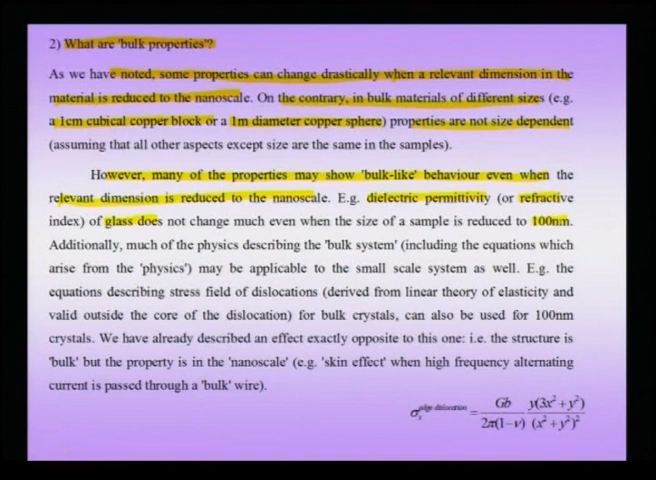 2) What are 'bulk properties'?
As we have noted, some properties can change drastically when a relevant dimension in the
material is reduced to the nanoscale. On the contrary, in bulk materials of different sizes (e.g.
a 1cm cubical copper block or a 1m diameter copper sphere) properties are not size dependent
(assuming that all other aspects except size are the same in the samples).
However, many of the properties may show 'bulk-like' behaviour even when the
relevant dimension is reduced to the nanoscale. E.g. dielectric permittivity (or refractive
index) of glass does not change much even when the size of a sample is reduced to 100nm.
Additionally, much of the physics describing the 'bulk system' (including the equations which
arise from the 'physics') may be applicable to the small scale system as well. E.g. the
equations describing stress field of dislocations (derived from linear theory of elasticity and
valid outside the core of the dislocation) for bulk crystals, can also be used for 100nm
crystals. We have already described an effect exactly opposite to this one: i.e. the structure is
'bulk' but the property is in the 'nanoscale' (e.g. 'skin effect' when high frequency alternating
current is passed through a 'bulk' wire).
σ edge dislocation = Gb / 2π(1−ν) y(3x² + y²) / (x² + y²)²